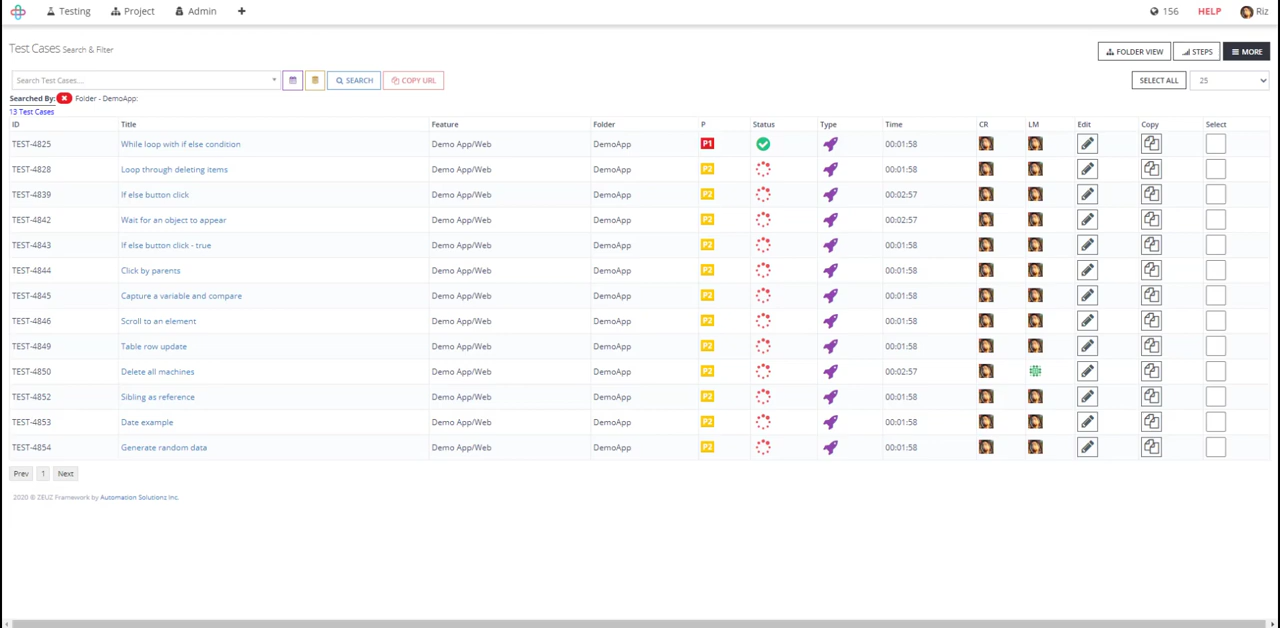 Testing Project Admin + 156 HELP Riz
Test Cases Search & Filter FOLDER VIEW STEPS MORE
Search Test Cases.... SEARCH COPY URL SELECT ALL 25
Searched By: Folder - DemoApp:
13 Test Cases
ID Title Feature Folder P Status Type Time CR LM Edit Copy Select
TEST-4825 While loop with if else condition Demo App/Web DemoApp P1 00:01:58
TEST-4828 Loop through deleting items Demo App/Web DemoApp P2 00:01:58
TEST-4839 If else button click Demo App/Web DemoApp P2 00:02:57
TEST-4842 Wait for an object to appear Demo App/Web DemoApp P2 00:02:57
TEST-4843 If else button click - true Demo App/Web DemoApp P2 00:01:58
TEST-4844 Click by parents Demo App/Web DemoApp P2 00:01:58
TEST-4845 Capture a variable and compare Demo App/Web DemoApp P2 00:01:58
TEST-4846 Scroll to an element Demo App/Web DemoApp P2 00:01:58
TEST-4849 Table row update Demo App/Web DemoApp P2 00:01:58
TEST-4850 Delete all machines Demo App/Web DemoApp P2 00:02:57
TEST-4852 Sibling as reference Demo App/Web DemoApp P2 00:01:58
TEST-4853 Date example Demo App/Web DemoApp P2 00:01:58
TEST-4854 Generate random data Demo App/Web DemoApp P2 00:01:58
Prev 1 Next
2020 © ZEUZ Framework by Automation Solutionz Inc.